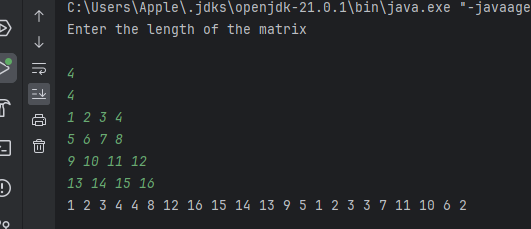 C:\Users\Apple\.jdks\openjdk-21.0.1\bin\java.exe "-javaage
Enter the length of the matrix
4
4
1 2 3 4
5 6 7 8
9 10 11 12
13 14 15 16
1 2 3 4 4 8 12 16 15 14 13 9 5 1 2 3 3 7 11 10 6 2